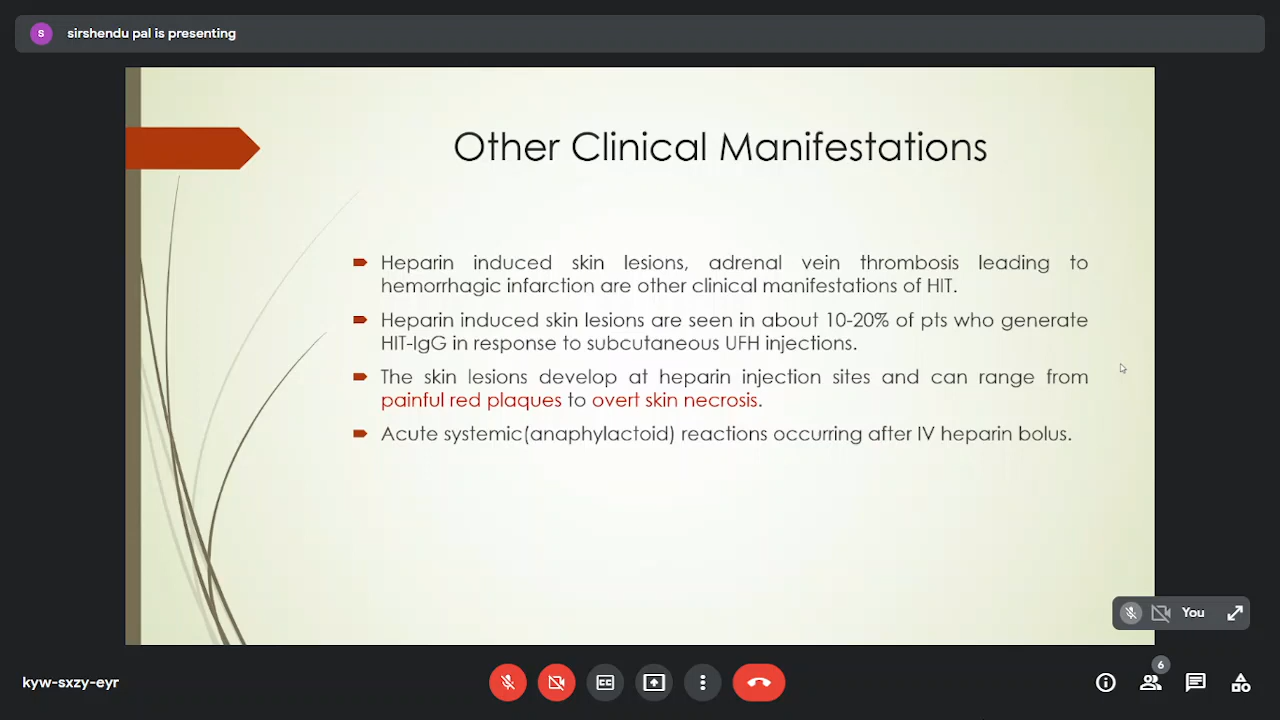 S
sirshendu pal is presenting
Other Clinical Manifestations
Heparin induced skin lesions, adrenal vein thrombosis leading to
hemorrhagic infarction are other clinical manifestations of HIT.
Heparin induced skin lesions are seen in about 10-20% of pts who generate
HIT-IgG in response to subcutaneous UFH injections.
The skin lesions develop at heparin injection sites and can range from
painful red plaques to overt skin necrosis.
Acute systemic(anaphylactoid) reactions occurring after IV heparin bolus.
You
kyw-sxzy-eyr
CC
6